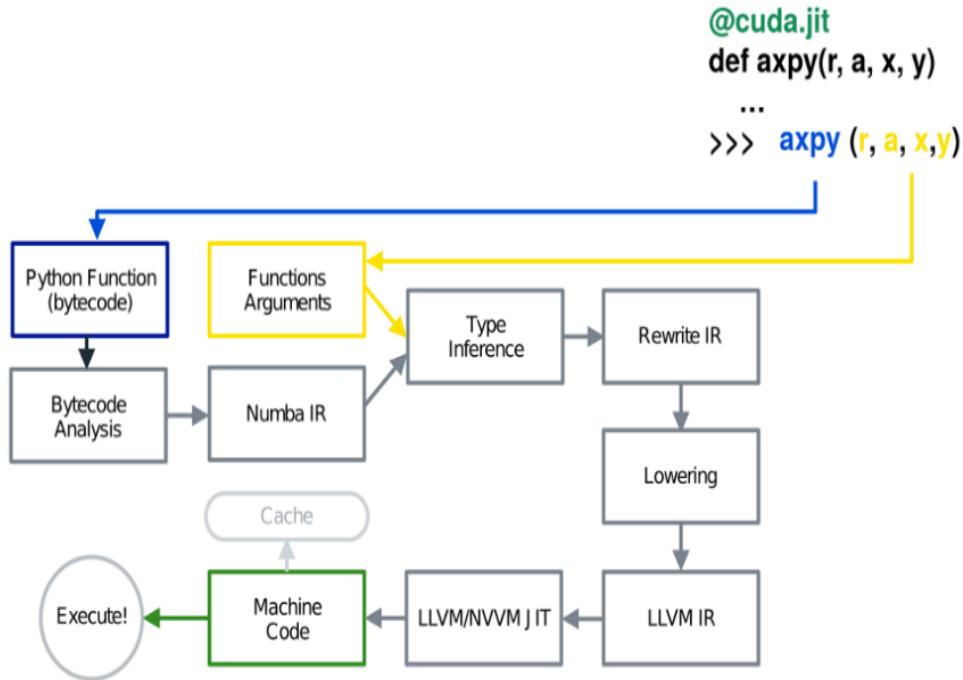 @cuda.jit
def axpy(r, a, x, y)
...
>>> axpy (r, a, x,y)
Python Function
(bytecode)
Functions
Arguments
Type
Inference
Rewrite IR
Bytecode
Analysis
Numba IR
Lowering
Cache
Execute!
Machine
Code
LLVM/NVVM JIT
LLVM IR